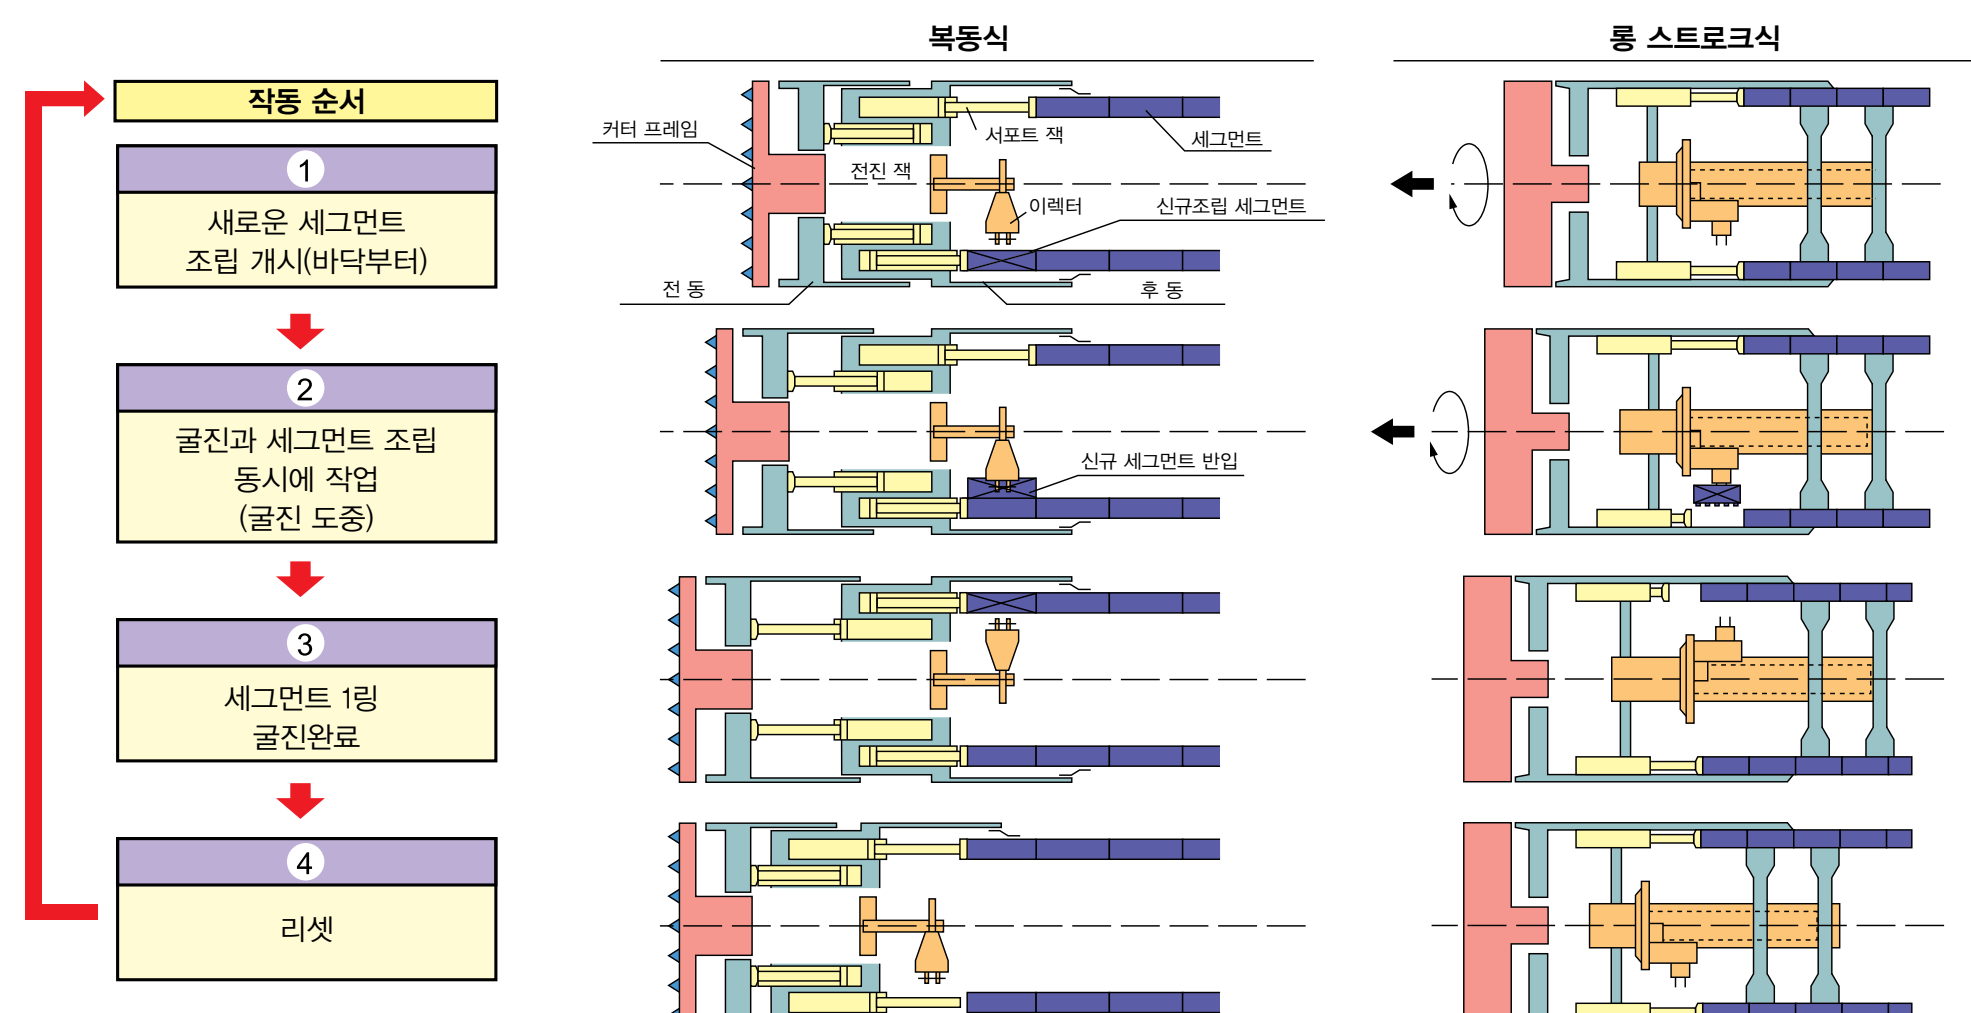 복동식
롱 스트로크식
작동 순서
1
새로운 세그먼트
조립 개시(바닥부터)
2
굴진과 세그먼트 조립
동시에 작업
(굴진 도중)
3
세그먼트 1링
굴진완료
4
리셋
커터 프레임
서포트 잭
세그먼트
전진 잭
이렉터
신규조립 세그먼트
전 동
후 동
신규 세그먼트 반입